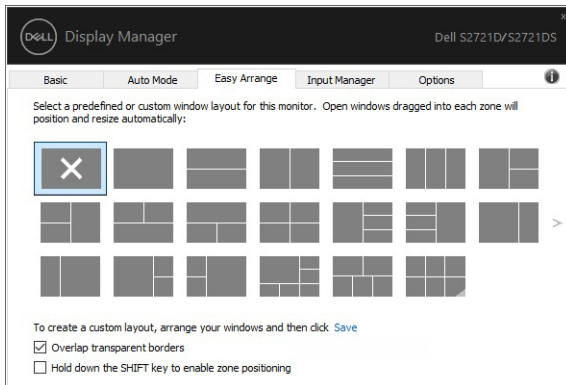 DELL Display Manager
Dell S2721D/S2721DS
x
Basic
Auto Mode
Easy Arrange
Input Manager
Options
i
Select a predefined or custom window layout for this monitor. Open windows dragged into each zone will
position and resize automatically:
>
To create a custom layout, arrange your windows and then click Save
Overlap transparent borders
Hold down the SHIFT key to enable zone positioning